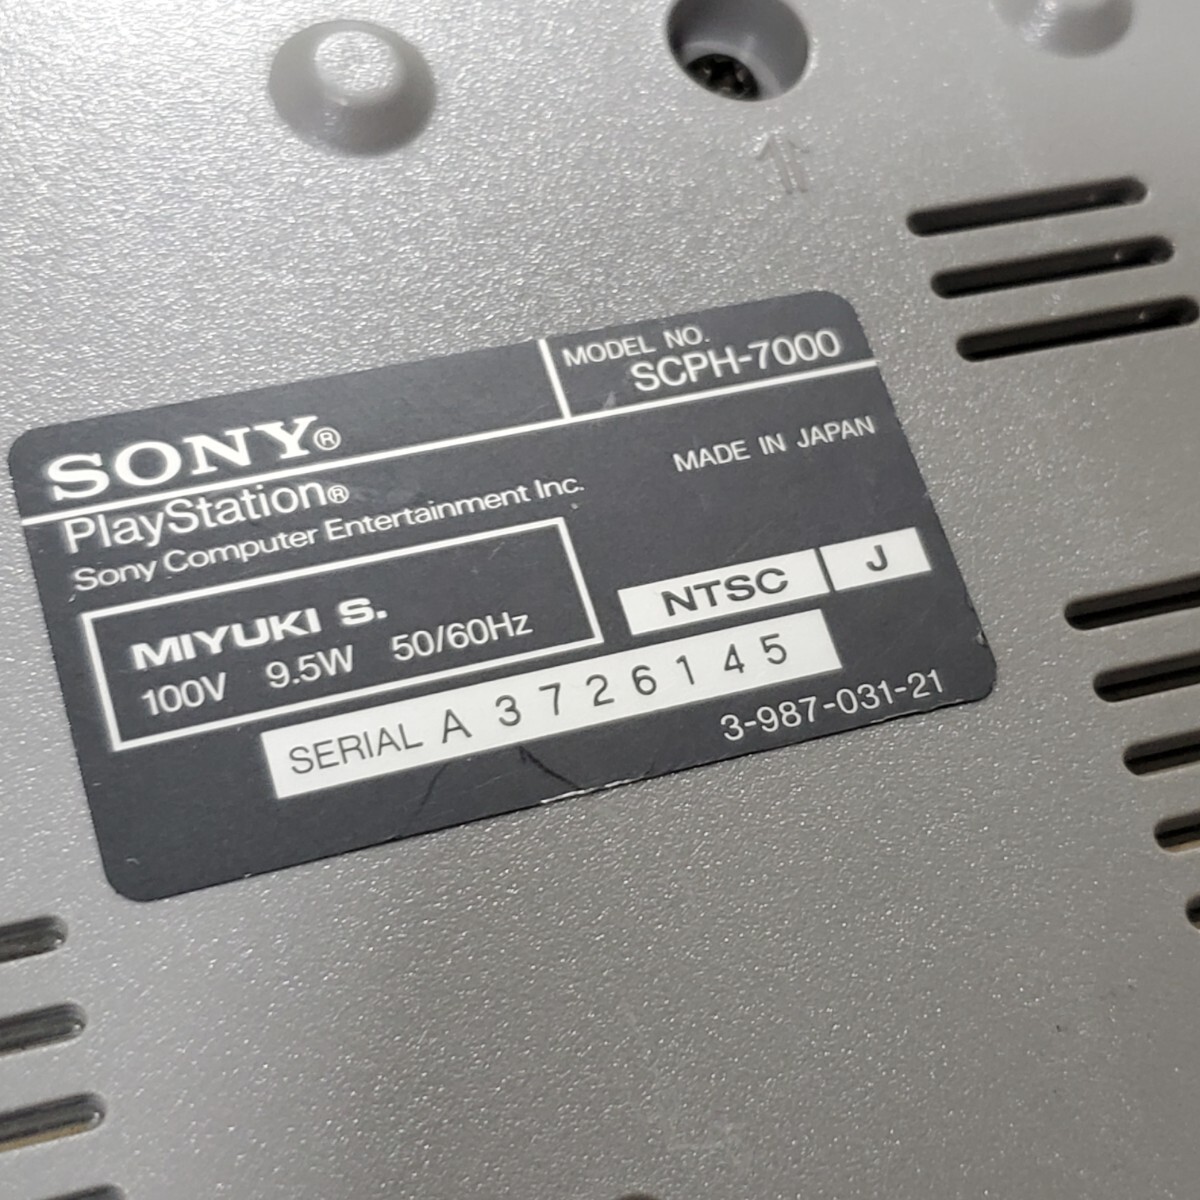 SONY®
MODEL NO.
SCPH-7000
PlayStation®
MADE IN JAPAN
Sony Computer Entertainment Inc.
MIYUKI S.
100V 9.5W 50/60Hz
NTSC J
SERIAL A 3726145
3-987-031-21